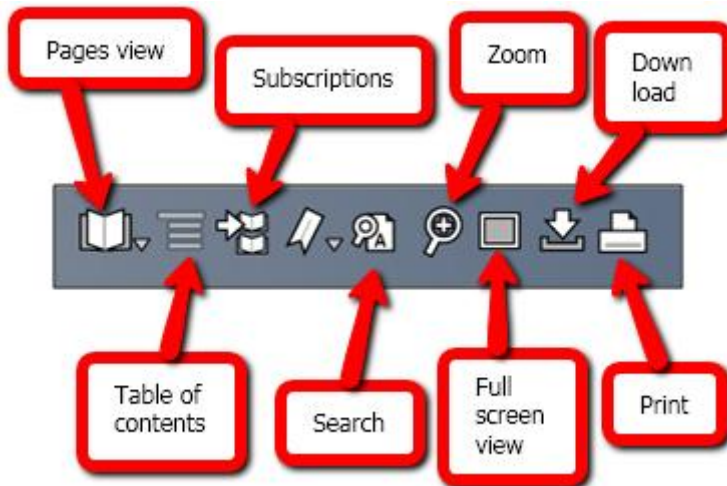 Pages view
Subscriptions
Zoom
Down
load
A
Table of
contents
Search
Full
screen
view
Print